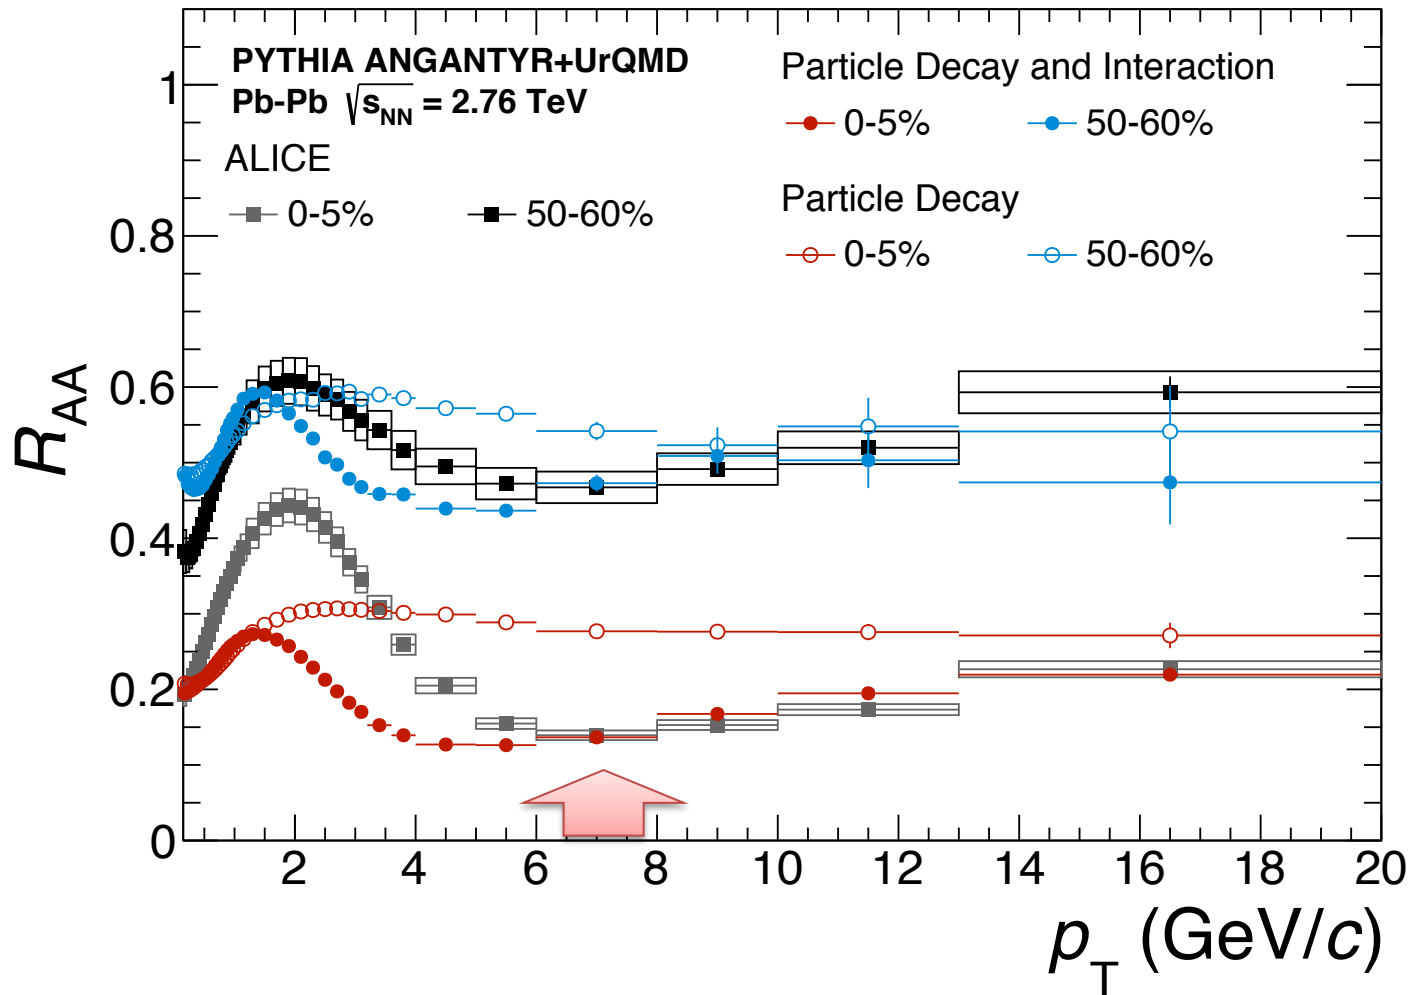 PYTHIA ANGANTYR+UrQMD
Pb-Pb √sNN = 2.76 TeV
ALICE
0-5% 50-60%
Particle Decay and Interaction
0-5% 50-60%
Particle Decay
0-5% 50-60%
RAA
1
0.8
0.6
0.4
0.2
0
2 4 6 8 10 12 14 16 18 20
pT (GeV/c)